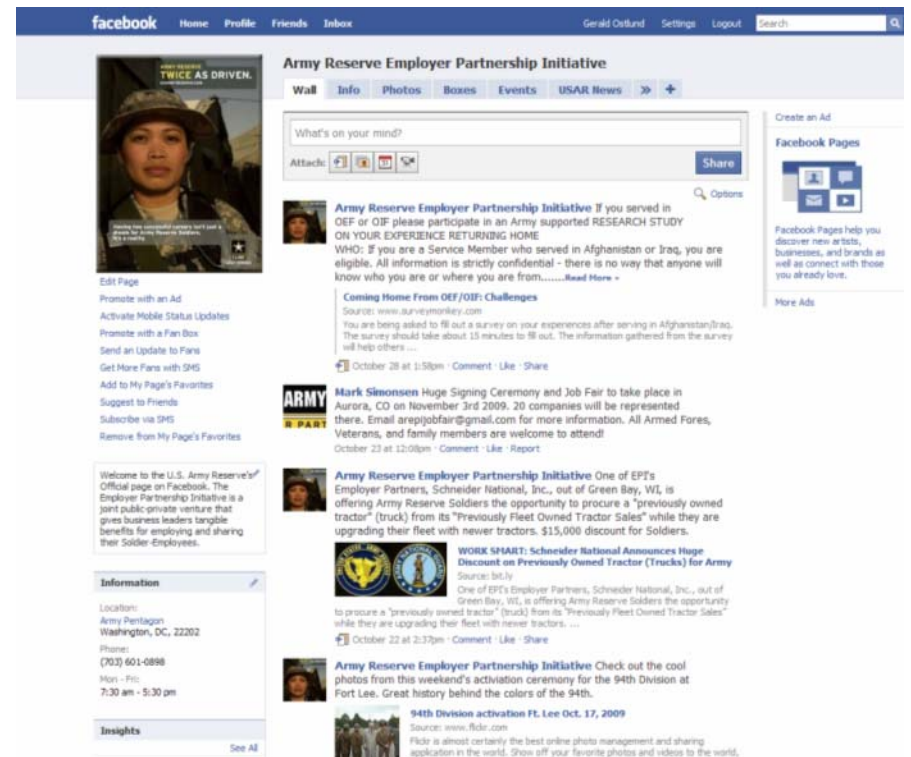 facebook Home Profile Friends Inbox Gerald Ostlund Settings Logout Search
ARMY RESERVE
TWICE AS DRIVEN.
Having two successful careers isn't just a
dream for Army Reserve Soldiers.
It's a reality.
Edit Page
Promote with an Ad
Activate Mobile Status Updates
Promote with a Fan Box
Send an Update to Fans
Get More Fans with SMS
Add to My Page's Favorites
Suggest to Friends
Subscribe via SMS
Remove from My Page's Favorites
Welcome to the U.S. Army Reserve's
Official page on Facebook. The
Employer Partnership Initiative is a
joint public-private venture that
gives business leaders tangible
benefits for employing and sharing
their Soldier-Employees.
Information
Location:
Army Pentagon
Washington, DC, 22202
Phone:
(703) 601-0898
Mon - Fri:
7:30 am - 5:30 pm
Insights
See All
Army Reserve Employer Partnership Initiative
Wall Info Photos Boxes Events USAR News » +
What's on your mind?
Attach: 31 Share
Options
Army Reserve Employer Partnership Initiative If you served in
OEF or OIF please participate in an Army supported RESEARCH STUDY
ON YOUR EXPERIENCE RETURNING HOME
WHO: If you are a Service Member who served in Afghanistan or Iraq, you are
eligible. All information is strictly confidential - there is no way that anyone will
know who you are or where you are from.......Read More »
Coming Home From OEF/OIF: Challenges
Source: www.surveymonkey.com
You are being asked to fill out a survey on your experiences after serving in Afghanistan/Iraq.
The survey should take about 15 minutes to fill out. The information gathered from the survey
will help others ...
October 28 at 1:58pm · Comment · Like · Share
ARMY
R PART
Mark Simonsen Huge Signing Ceremony and Job Fair to take place in
Aurora, CO on November 3rd 2009. 20 companies will be represented
there. Email arepijobfair@gmail.com for more information. All Armed Fores,
Veterans, and family members are welcome to attend!
October 23 at 12:08pm · Comment · Like · Report
Army Reserve Employer Partnership Initiative One of EPI's
Employer Partners, Schneider National, Inc., out of Green Bay, WI, is
offering Army Reserve Soldiers the opportunity to procure a "previously owned
tractor" (truck) from its "Previously Fleet Owned Tractor Sales" while they are
upgrading their fleet with newer tractors. $15,000 discount for Soldiers.
WORK SMART: Schneider National Announces Huge
Discount on Previously Owned Tractor (Trucks) for Army
Source: bit.ly
One of EPI's Employer Partners, Schneider National, Inc., out of
Green Bay, WI, is offering Army Reserve Soldiers the opportunity
to procure a "previously owned tractor" (truck) from its "Previously Fleet Owned Tractor Sales"
while they are upgrading their fleet with newer tractors. ...
October 22 at 2:37pm · Comment · Like · Share
Army Reserve Employer Partnership Initiative Check out the cool
photos from this weekend's activiation ceremony for the 94th Division at
Fort Lee. Great history behind the colors of the 94th.
94th Division activation Ft. Lee Oct. 17, 2009
Source: www.flickr.com
Flickr is almost certainly the best online photo management and sharing
application in the world. Show off your favorite photos and videos to the world,
Create an Ad
Facebook Pages
Facebook Pages help you
discover new artists,
businesses, and brands as
well as connect with those
you already love.
More Ads